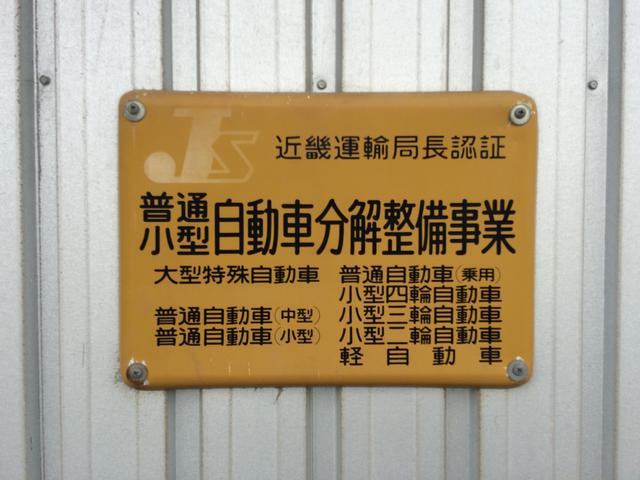 JS
近畿運輸局長認証
普通
小型自動車分解整備事業
大型特殊自動車 普通自動車(乗用)
小型四輪自動車
普通自動車(中型) 小型三輪自動車
普通自動車(小型) 小型二輪自動車
軽自動車